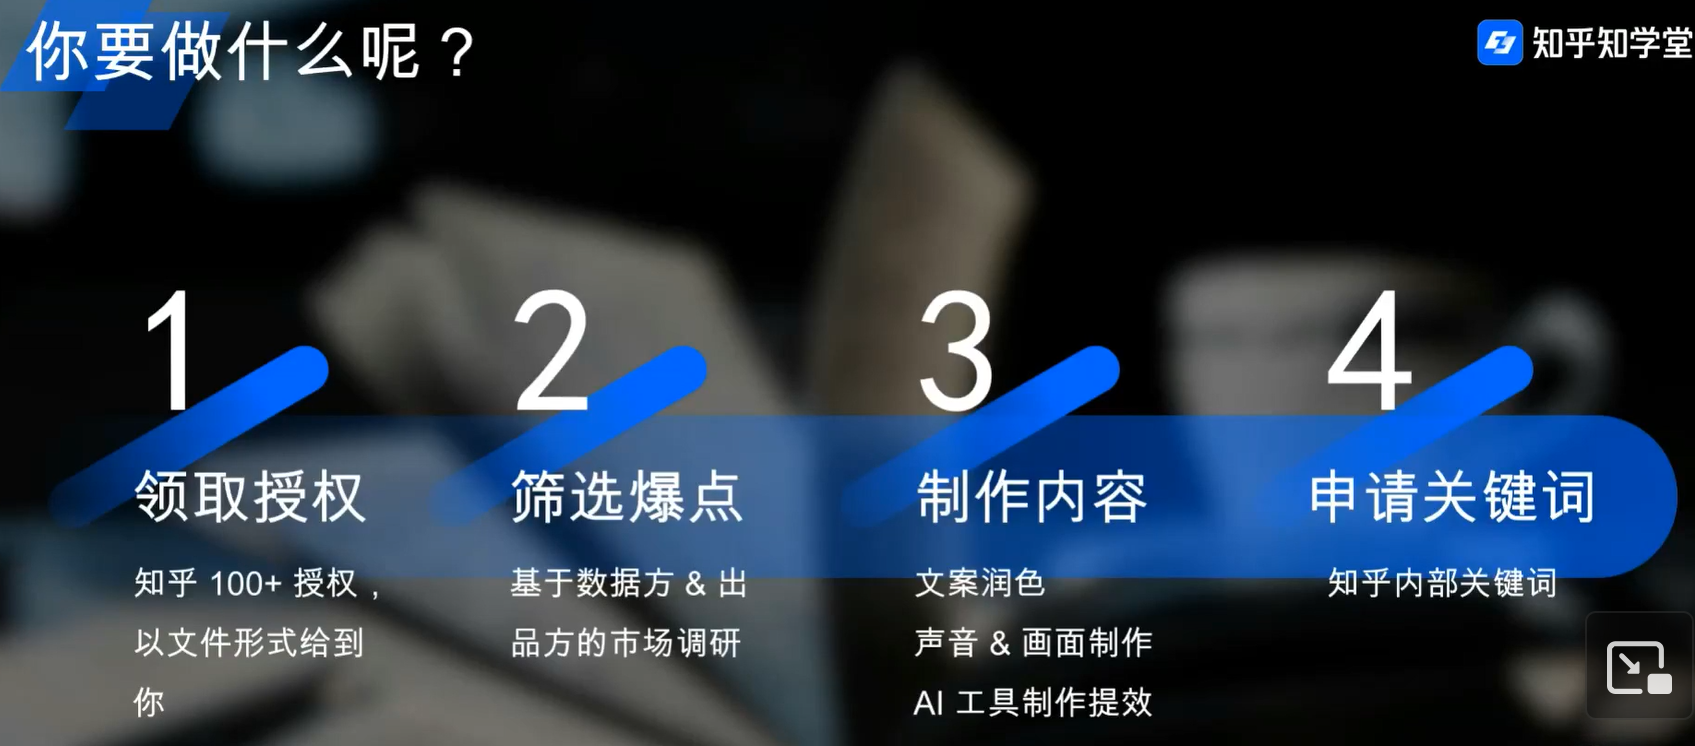 你要做什么呢？
知乎知学堂
1
领取授权
知乎 100+ 授权，
以文件形式给到
你
2
筛选爆点
基于数据方 & 出
品方的市场调研
3
制作内容
文案润色
声音 & 画面制作
AI 工具制作提效
4
申请关键词
知乎内部关键词